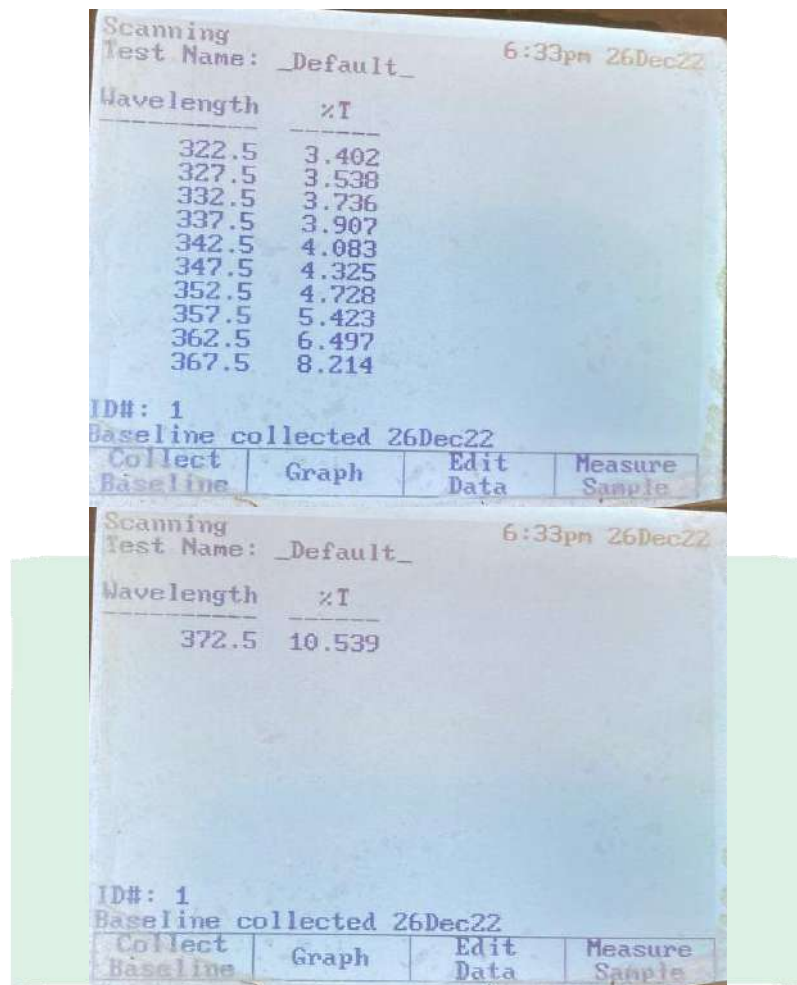 Scanning
Test Name: _Default_ 6:33pm 26Dec22
Wavelength %T
322.5 3.402
327.5 3.538
332.5 3.736
337.5 3.907
342.5 4.083
347.5 4.325
352.5 4.728
357.5 5.423
362.5 6.497
367.5 8.214
ID#: 1
Baseline collected 26Dec22
Collect Baseline Graph Edit Data Measure Sample
Scanning
Test Name: _Default_ 6:33pm 26Dec22
Wavelength %T
372.5 10.539
ID#: 1
Baseline collected 26Dec22
Collect Baseline Graph Edit Data Measure Sample